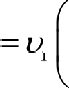 = υ₁ (